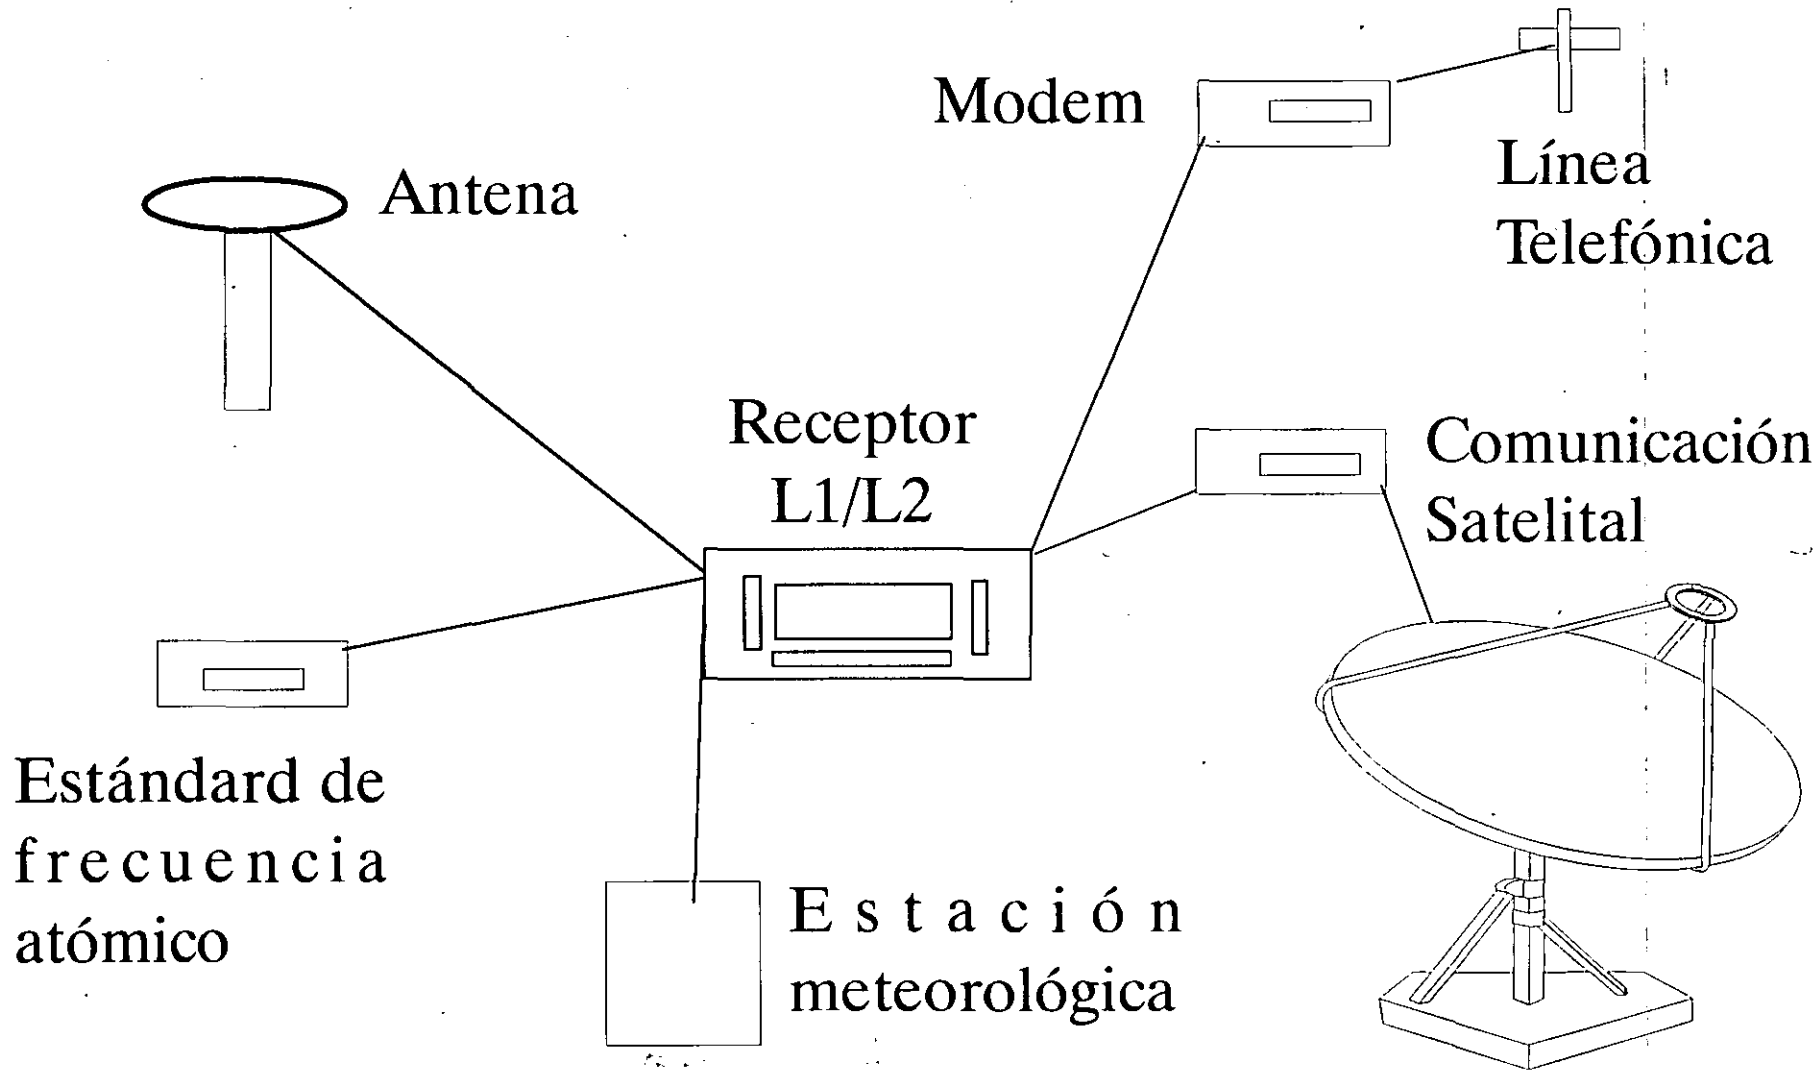 Modem
Línea
Telefónica
Antena
Receptor
L1/L2
Comunicación
Satelital
Estándard de
frecuencia
atómico
Estación
meteorológica